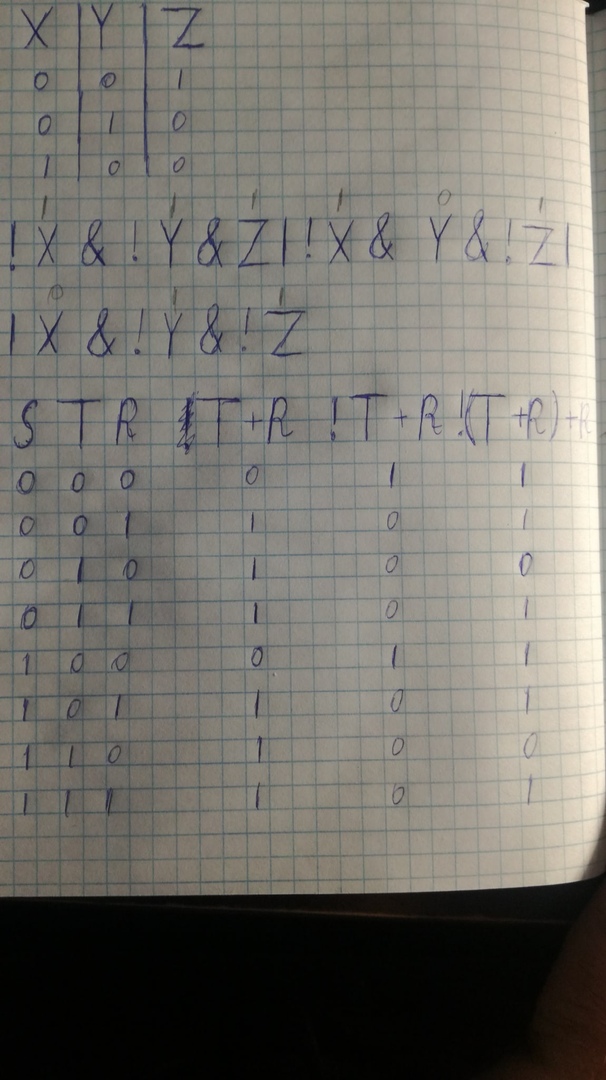 X | Y | Z
0 0 1
0 1 0
1 0 0
1 1 1 1 0 1
! X & ! Y & Z | ! X & Y & ! Z |
0 1 1
| X & ! Y & ! Z
S T R T + R ! T + R !(T + R) + R
0 0 0 0 1 1
0 0 1 1 0 1
0 1 0 1 0 0
0 1 1 1 0 1
1 0 0 0 1 1
1 0 1 1 0 1
1 1 0 1 0 0
1 1 1 1 0 1